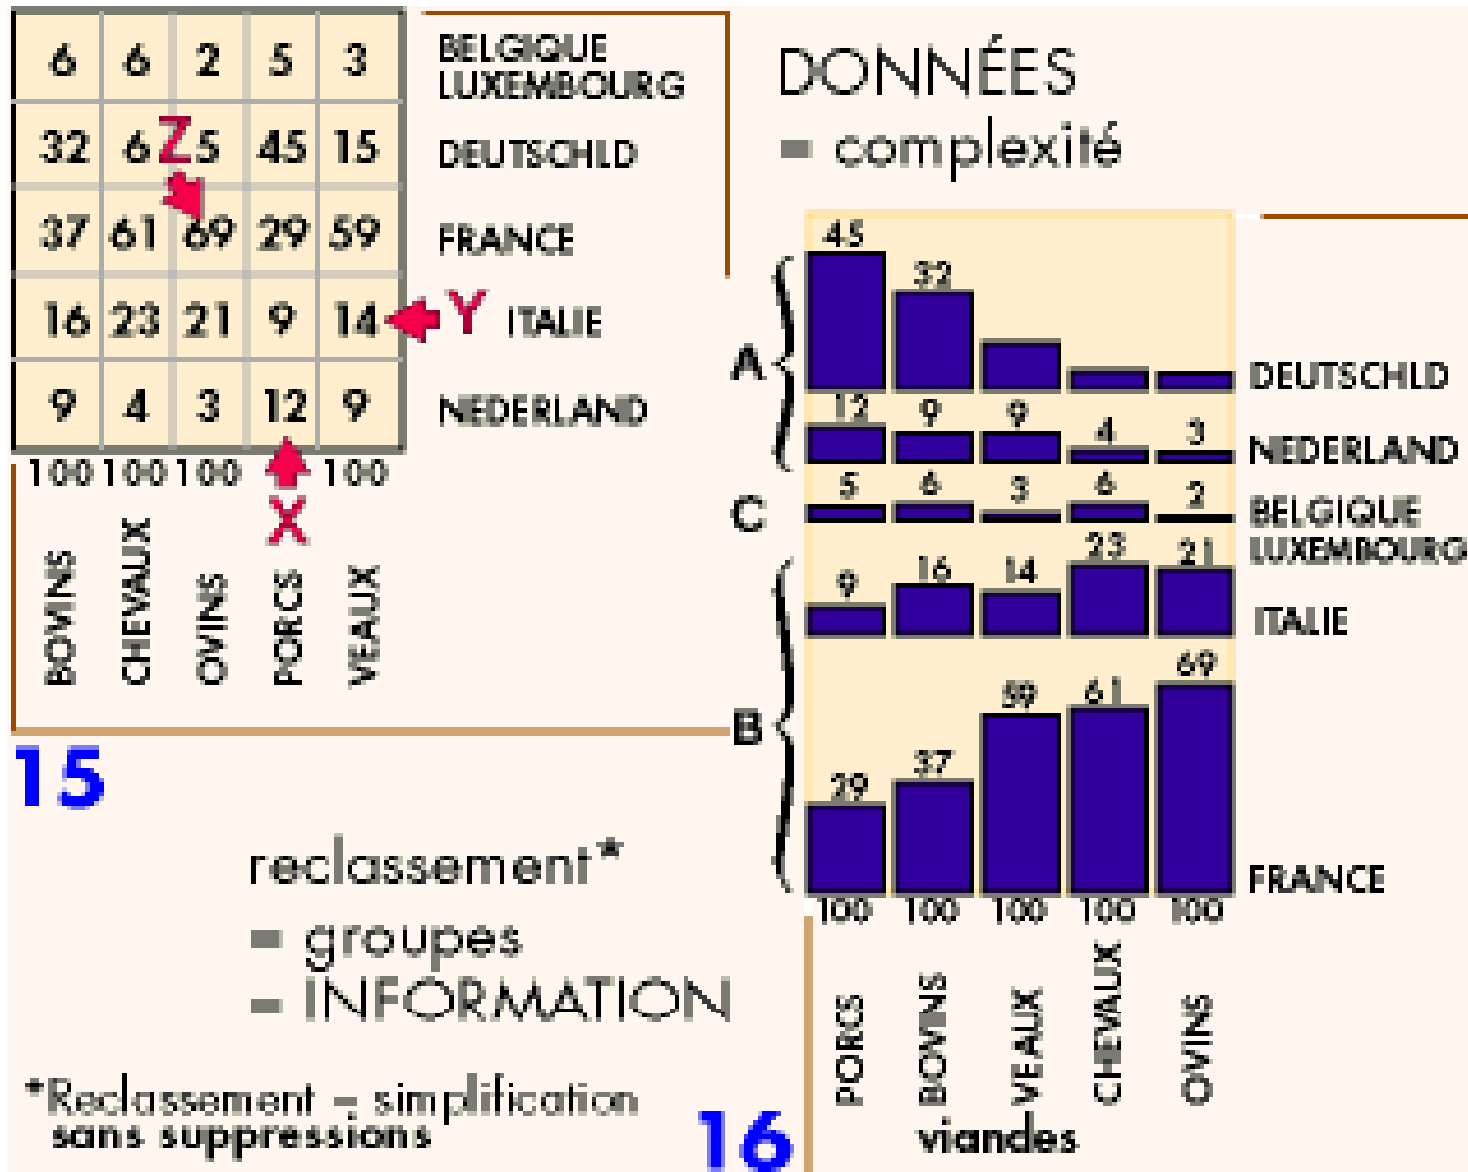 6 6 2 5 3 BELGIQUE
LUXEMBOURG
32 6 Z 5 45 15 DEUTSCHLD
37 61 69 29 59 FRANCE
16 23 21 9 14 Y ITALIE
9 4 3 12 9 NEDERLAND
100 100 100 X 100
BOVINS
CHEVAUX
OVINS
PORCS
VEAUX
15
DONNÉES
= complexité
45 32
A
DEUTSCHLD
12 9 9 4 3
NEDERLAND
5 6 3 6 2
C
BELGIQUE
LUXEMBOURG
9 16 14 23 21
ITALIE
B
29 37 59 61 69
FRANCE
100 100 100 100 100
PORCS
BOVINS
VEAUX
CHEVAUX
OVINS
viandes
16
reclassement*
= groupes
= INFORMATION
*Reclassement = simplification
sans suppressions